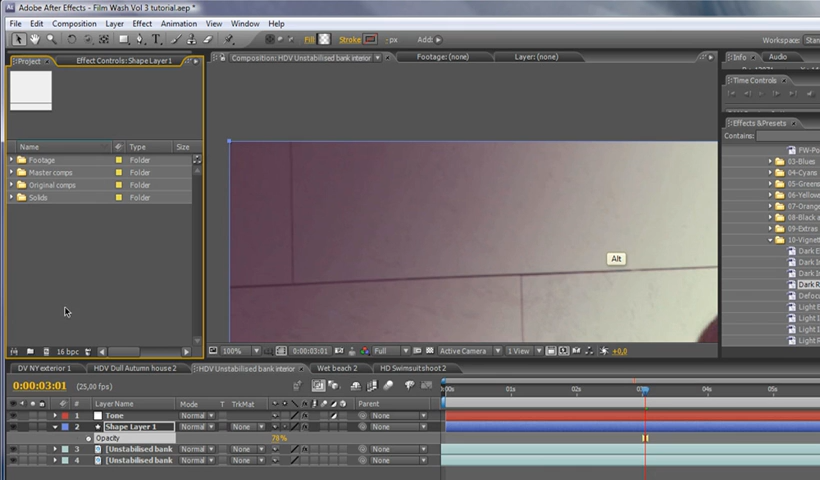 Adobe After Effects - Film Wash Vol 3 tutorial.aep *
File Edit Composition Layer Effect Animation View Window Help
Fill Stroke: px Add: Workspace: Stan
Project Effect Controls: Shape Layer 1 Composition: HDV Unstabilised bank interior Footage: (none) Layer: (none) Info Audio
Time Controls
Effects & Presets
Contains:
Name Type Size
Footage Folder
Master comps Folder
Original comps Folder
Solids Folder
FW-Po
03-Blues
04-Cyans
05-Greens
06-Yellow
07-Orange
08-Black a
09-Extras
10-Vignet
Dark E
Dark I
Dark I
Dark R
Defoc
Light E
Light I
Light I
Light R
Alt
16 bpc 100% 0:00:03:01 Full Active Camera 1 View +0,0
DV NY exterior 1 HDV Dull Autumn house 2 HDV Unstabilised bank interior Wet beach 2 HD Swimsuit shoot 2
0:00:03:01 (25,00 fps)
:00s 01s 02s 03s 04s 05s
# Layer Name Mode T TrkMat Parent
1 Tone Normal None
2 Shape Layer 1 Normal None None
Opacity 78%
3 [Unstabilised bank Normal None None
4 [Unstabilised bank Normal None None